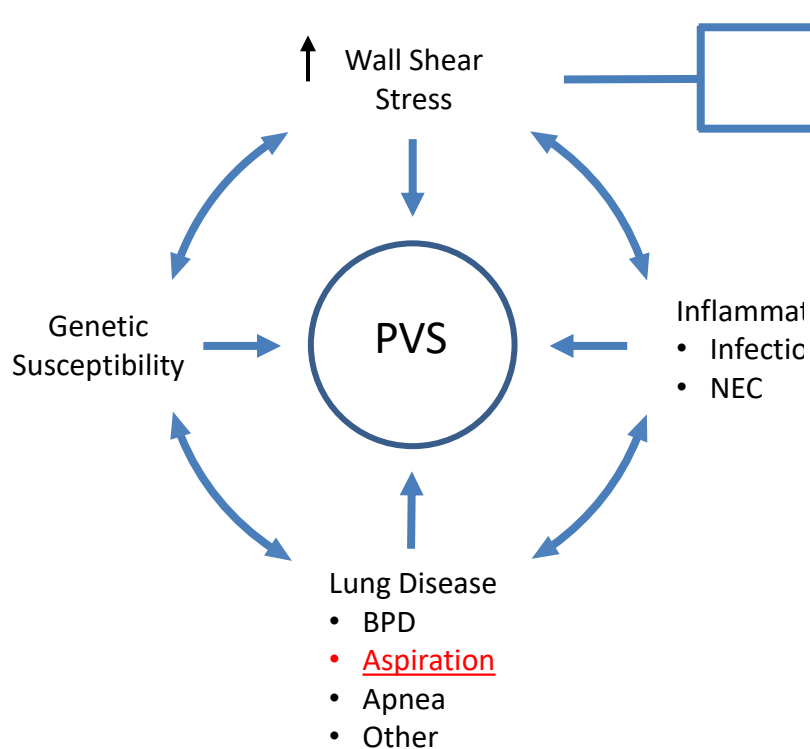 Wall Shear
Stress
Genetic
Susceptibility
PVS
• NEC
Lung Disease
• BPD
• Aspiration
• Apnea
• Other